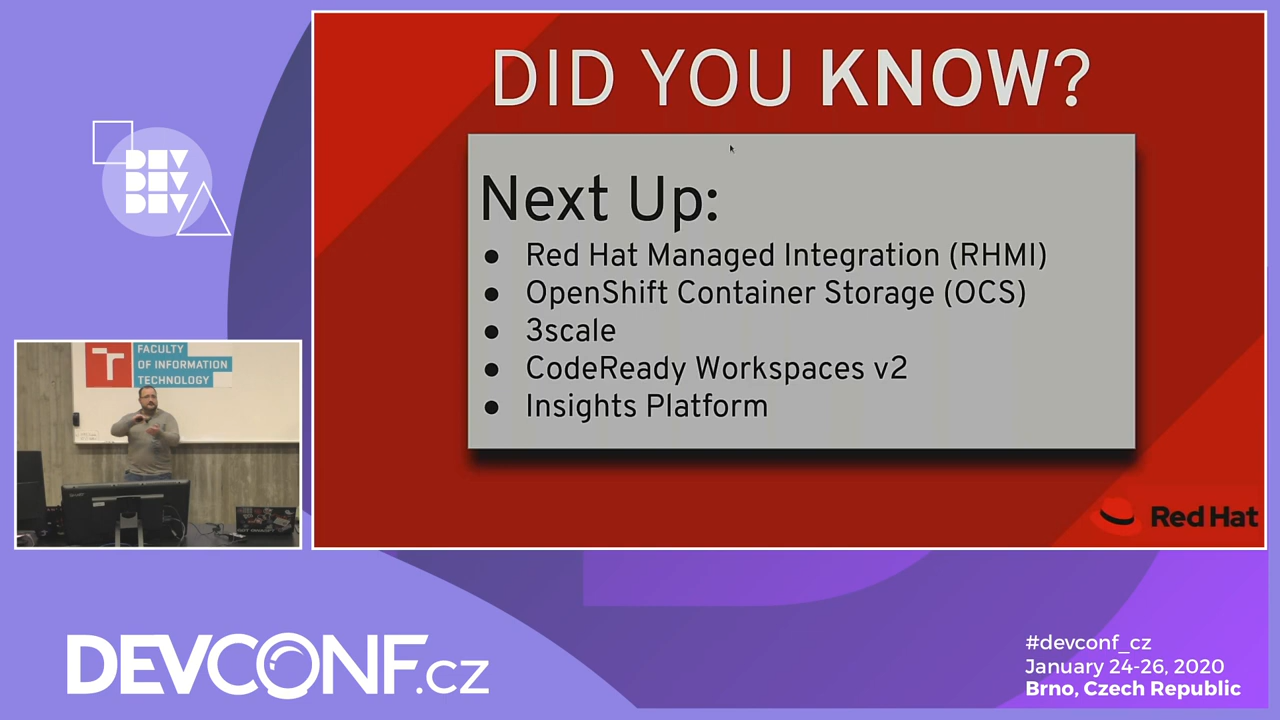 DID YOU KNOW?
Next Up:
● Red Hat Managed Integration (RHMI)
● OpenShift Container Storage (OCS)
● 3scale
● CodeReady Workspaces v2
● Insights Platform
Red Hat
DEV
DEV
DEV
FACULTY
OF INFORMATION
TECHNOLOGY
DEVCONF.cz
#devconf_cz
January 24-26, 2020
Brno, Czech Republic